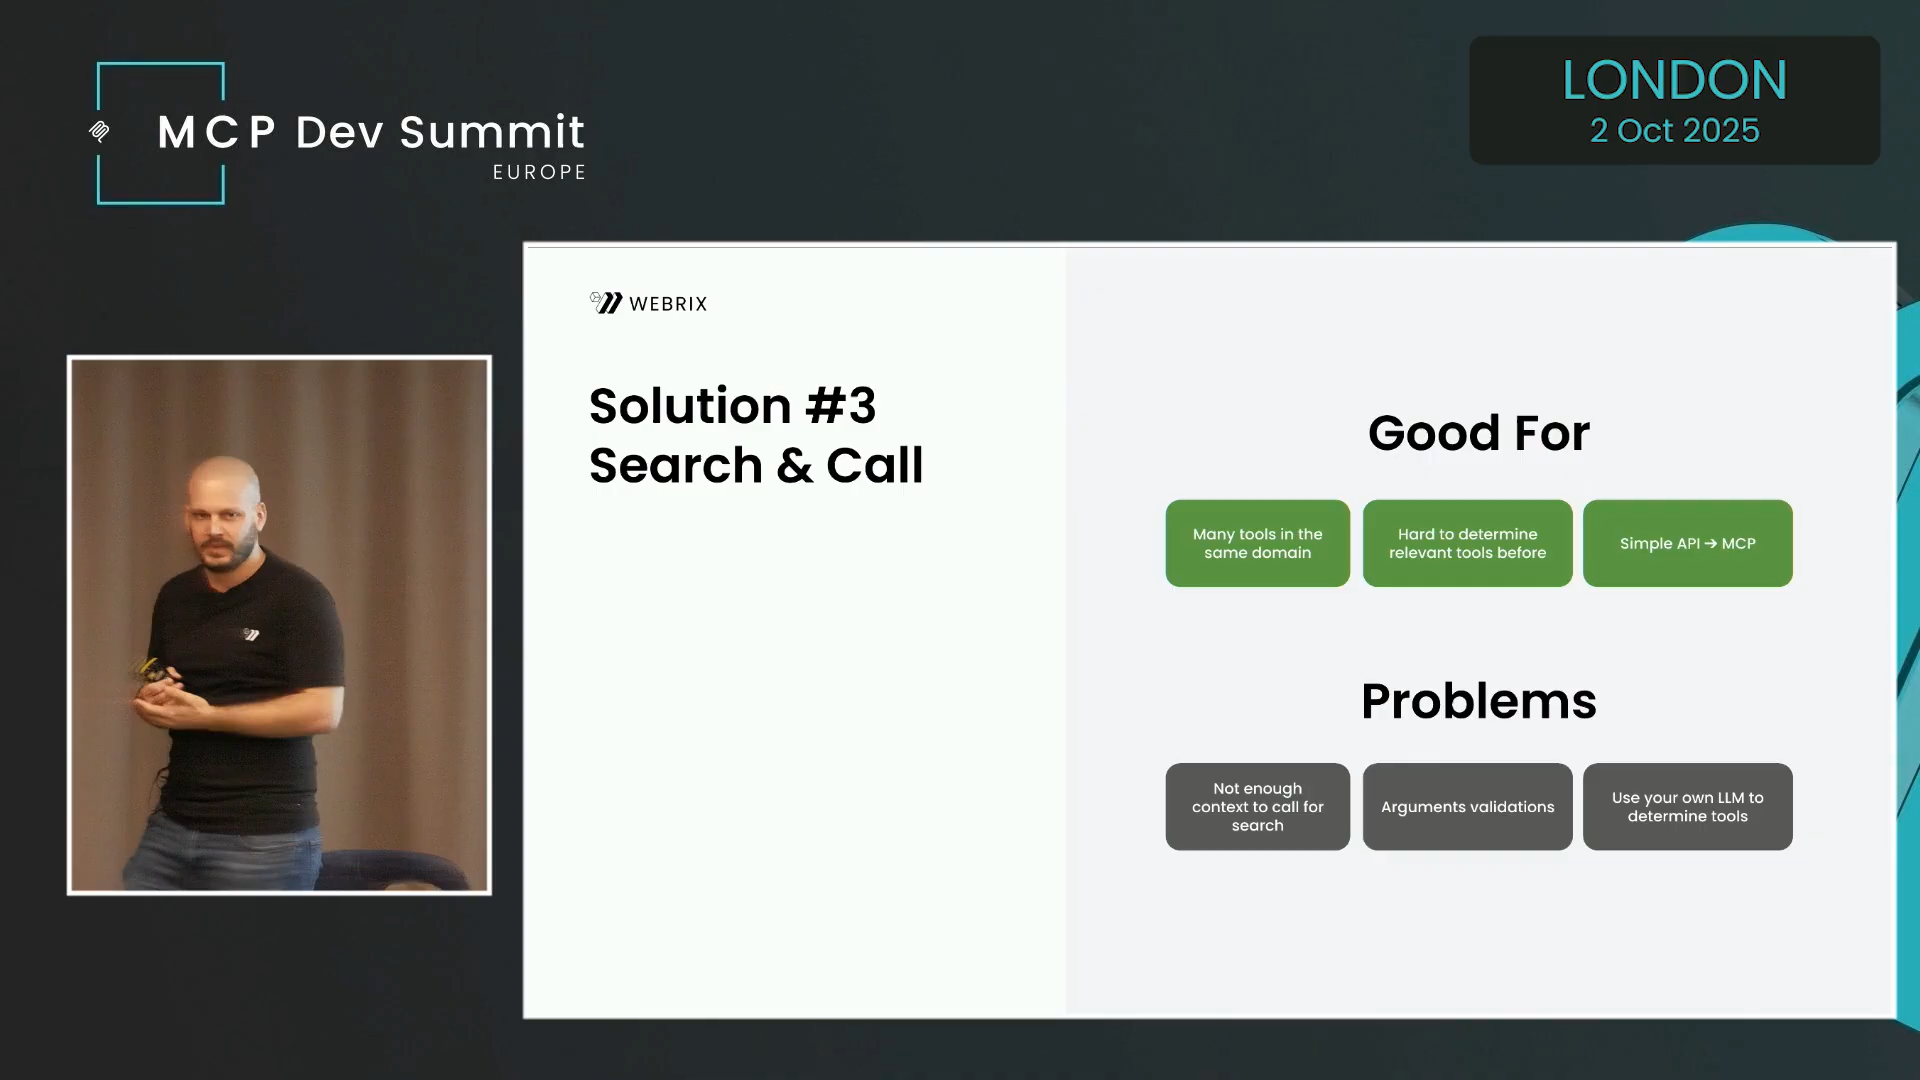 MCP Dev Summit
EUROPE
LONDON
2 Oct 2025
WEBRIX
Solution #3
Search & Call
Good For
Many tools in the
same domain
Hard to determine
relevant tools before
Simple API → MCP
Problems
Not enough
context to call for
search
Arguments validations
Use your own LLM to
determine tools